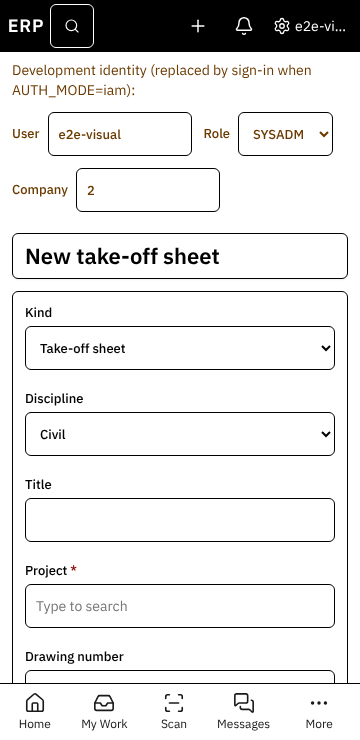 ERP
e2e-vi...
Development identity (replaced by sign-in when
AUTH_MODE=iam):
User
e2e-visual
Role
SYSADM
Company
2
New take-off sheet
Kind
Take-off sheet
Discipline
Civil
Title
Project *
Type to search
Drawing number
Home
My Work
Scan
Messages
More